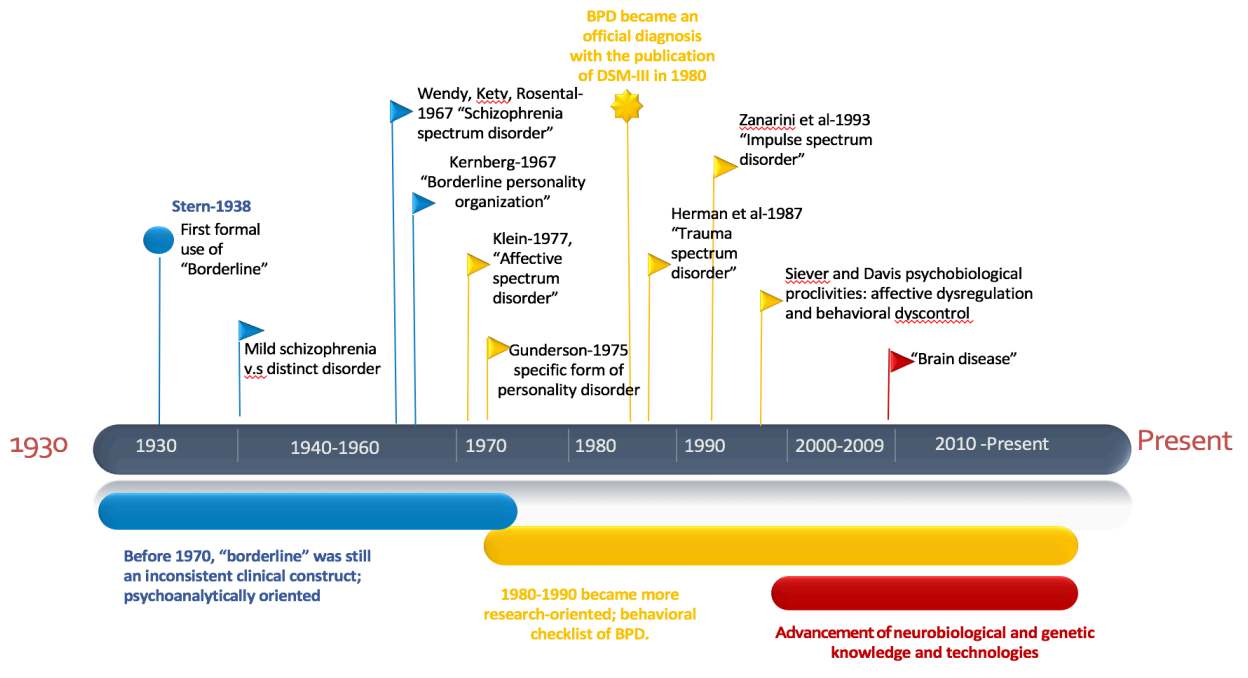 BPD became an
official diagnosis
with the publication
of DSM-III in 1980
Wendy, Kety, Rosental-
1967 “Schizophrenia
spectrum disorder”
Zanarini et al-1993
“Impulse spectrum
disorder”
Kernberg-1967
“Borderline personality
organization”
Stern-1938
First formal
use of
“Borderline”
Herman et al-1987
“Trauma
spectrum
disorder”
Klein-1977,
“Affective
spectrum
disorder”
Siever and Davis psychobiological
proclivities: affective dysregulation
and behavioral dyscontrol
Mild schizophrenia
v.s distinct disorder
Gunderson-1975
specific form of
personality disorder
“Brain disease”
1930
1930
1940-1960
1970
1980
1990
2000-2009
2010 -Present
Present
Before 1970, “borderline” was still
an inconsistent clinical construct;
psychoanalytically oriented
1980-1990 became more
research-oriented; behavioral
checklist of BPD.
Advancement of neurobiological and genetic
knowledge and technologies